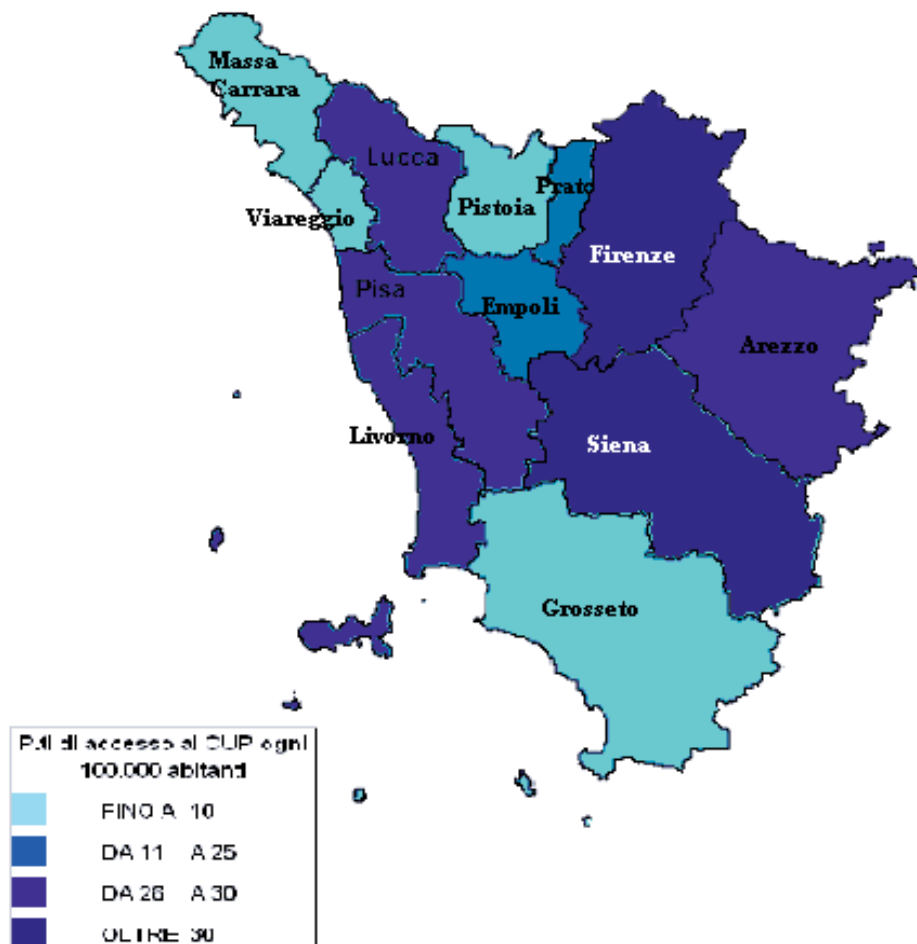 Massa
Carrara
Lucca
Prato
Pistoia
Viareggio
Firenze
Pisa
Empoli
Arezzo
Livorno
Siena
Grosseto
P.ti di accesso al CUP ogni
100.000 abitanti
FINO A 10
DA 11 A 25
DA 26 A 30
OLTRE 30